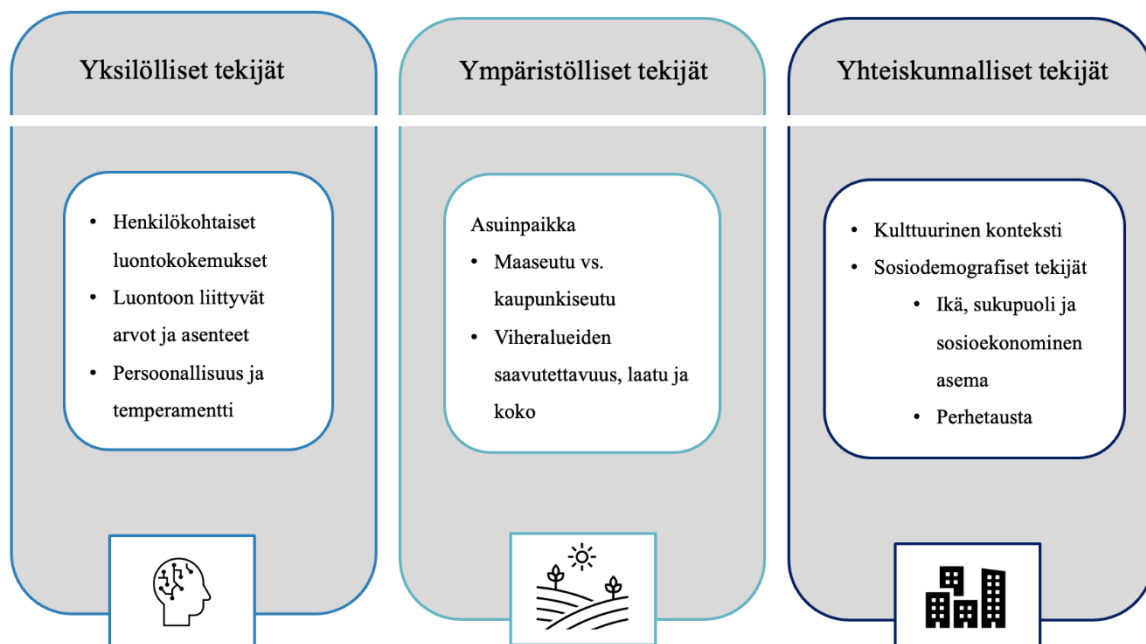 Yksilölliset tekijät
• Henkilökohtaiset
luontokokemukset
• Luontoon liittyvät
arvot ja asenteet
• Persoonallisuus ja
temperamentti
Ympäristölliset tekijät
Asuinpaikka
• Maaseutu vs.
kaupunkiseutu
• Viheralueiden
saavutettavuus, laatu ja
koko
Yhteiskunnalliset tekijät
• Kulttuurinen konteksti
• Sosiodemografiset tekijät
• Ikä, sukupuoli ja
sosioekonominen
asema
• Perhetausta